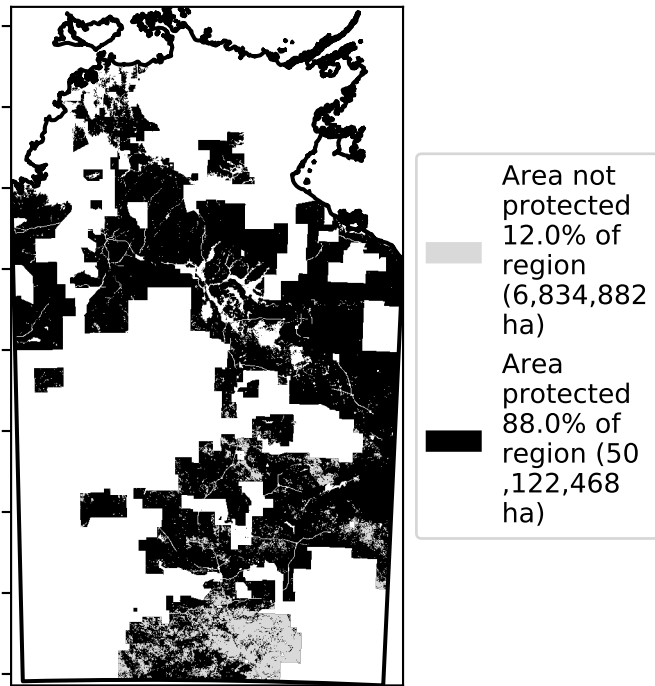 Area not
protected
12.0% of
region
(6,834,882
ha)
Area
protected
88.0% of
region (50
,122,468
ha)